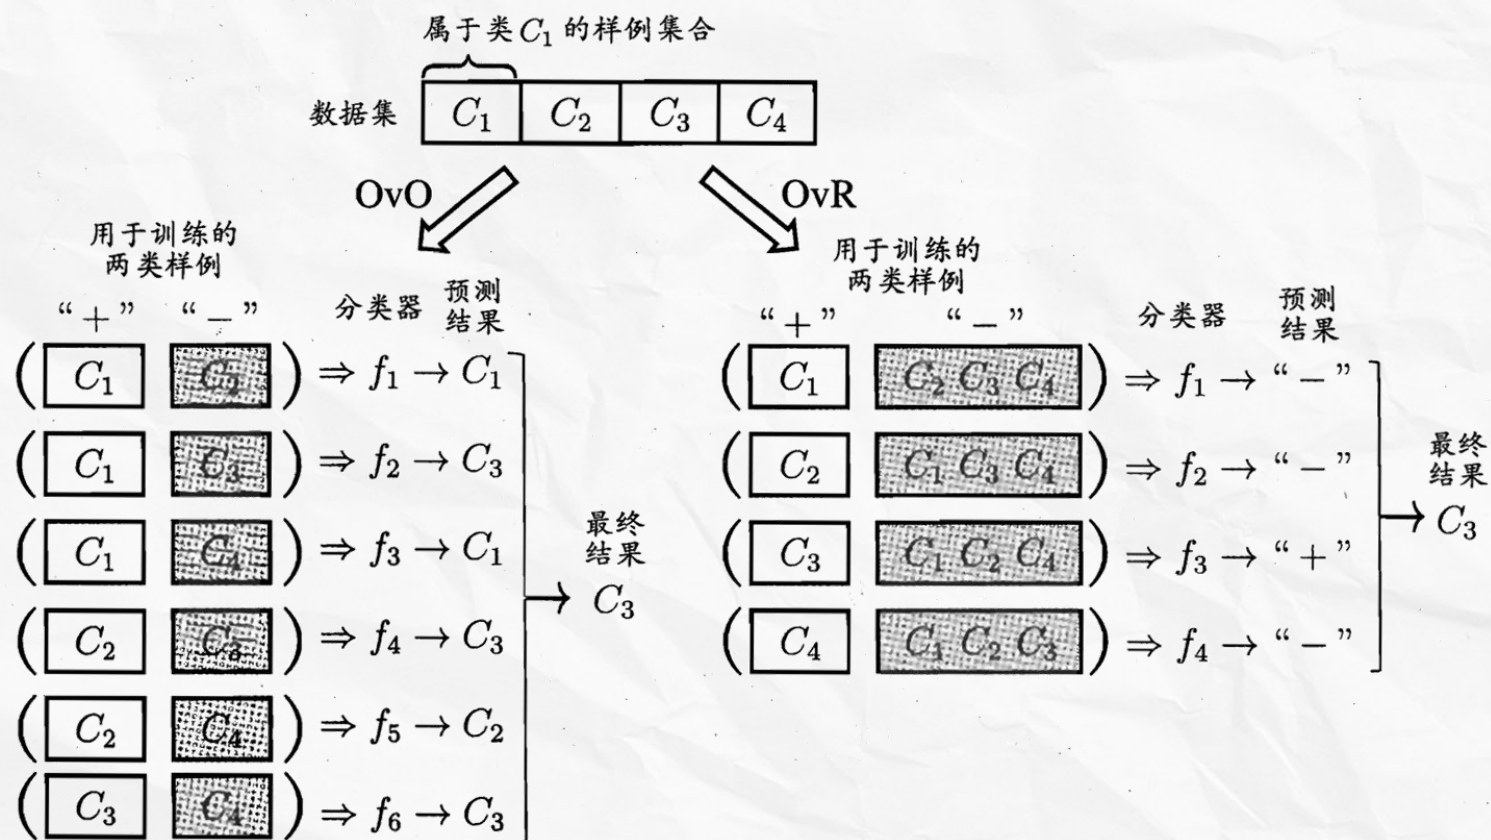 属于类C₁的样例集合
数据集 C₁ C₂ C₃ C₄
OvO
用于训练的
两类样例
“+” “−” 分类器 预测
结果
( C₁ C₂ ) ⇒ f₁ → C₁
( C₁ C₃ ) ⇒ f₂ → C₃
( C₁ C₄ ) ⇒ f₃ → C₁
( C₂ C₃ ) ⇒ f₄ → C₃
( C₂ C₄ ) ⇒ f₅ → C₂
( C₃ C₄ ) ⇒ f₆ → C₃
最终
结果
C₃
OvR
用于训练的
两类样例
“+” “−” 分类器 预测
结果
( C₁ C₂ C₃ C₄ ) ⇒ f₁ → “−”
( C₂ C₁ C₃ C₄ ) ⇒ f₂ → “−”
( C₃ C₁ C₂ C₄ ) ⇒ f₃ → “+”
( C₄ C₁ C₂ C₃ ) ⇒ f₄ → “−”
最终
结果
C₃